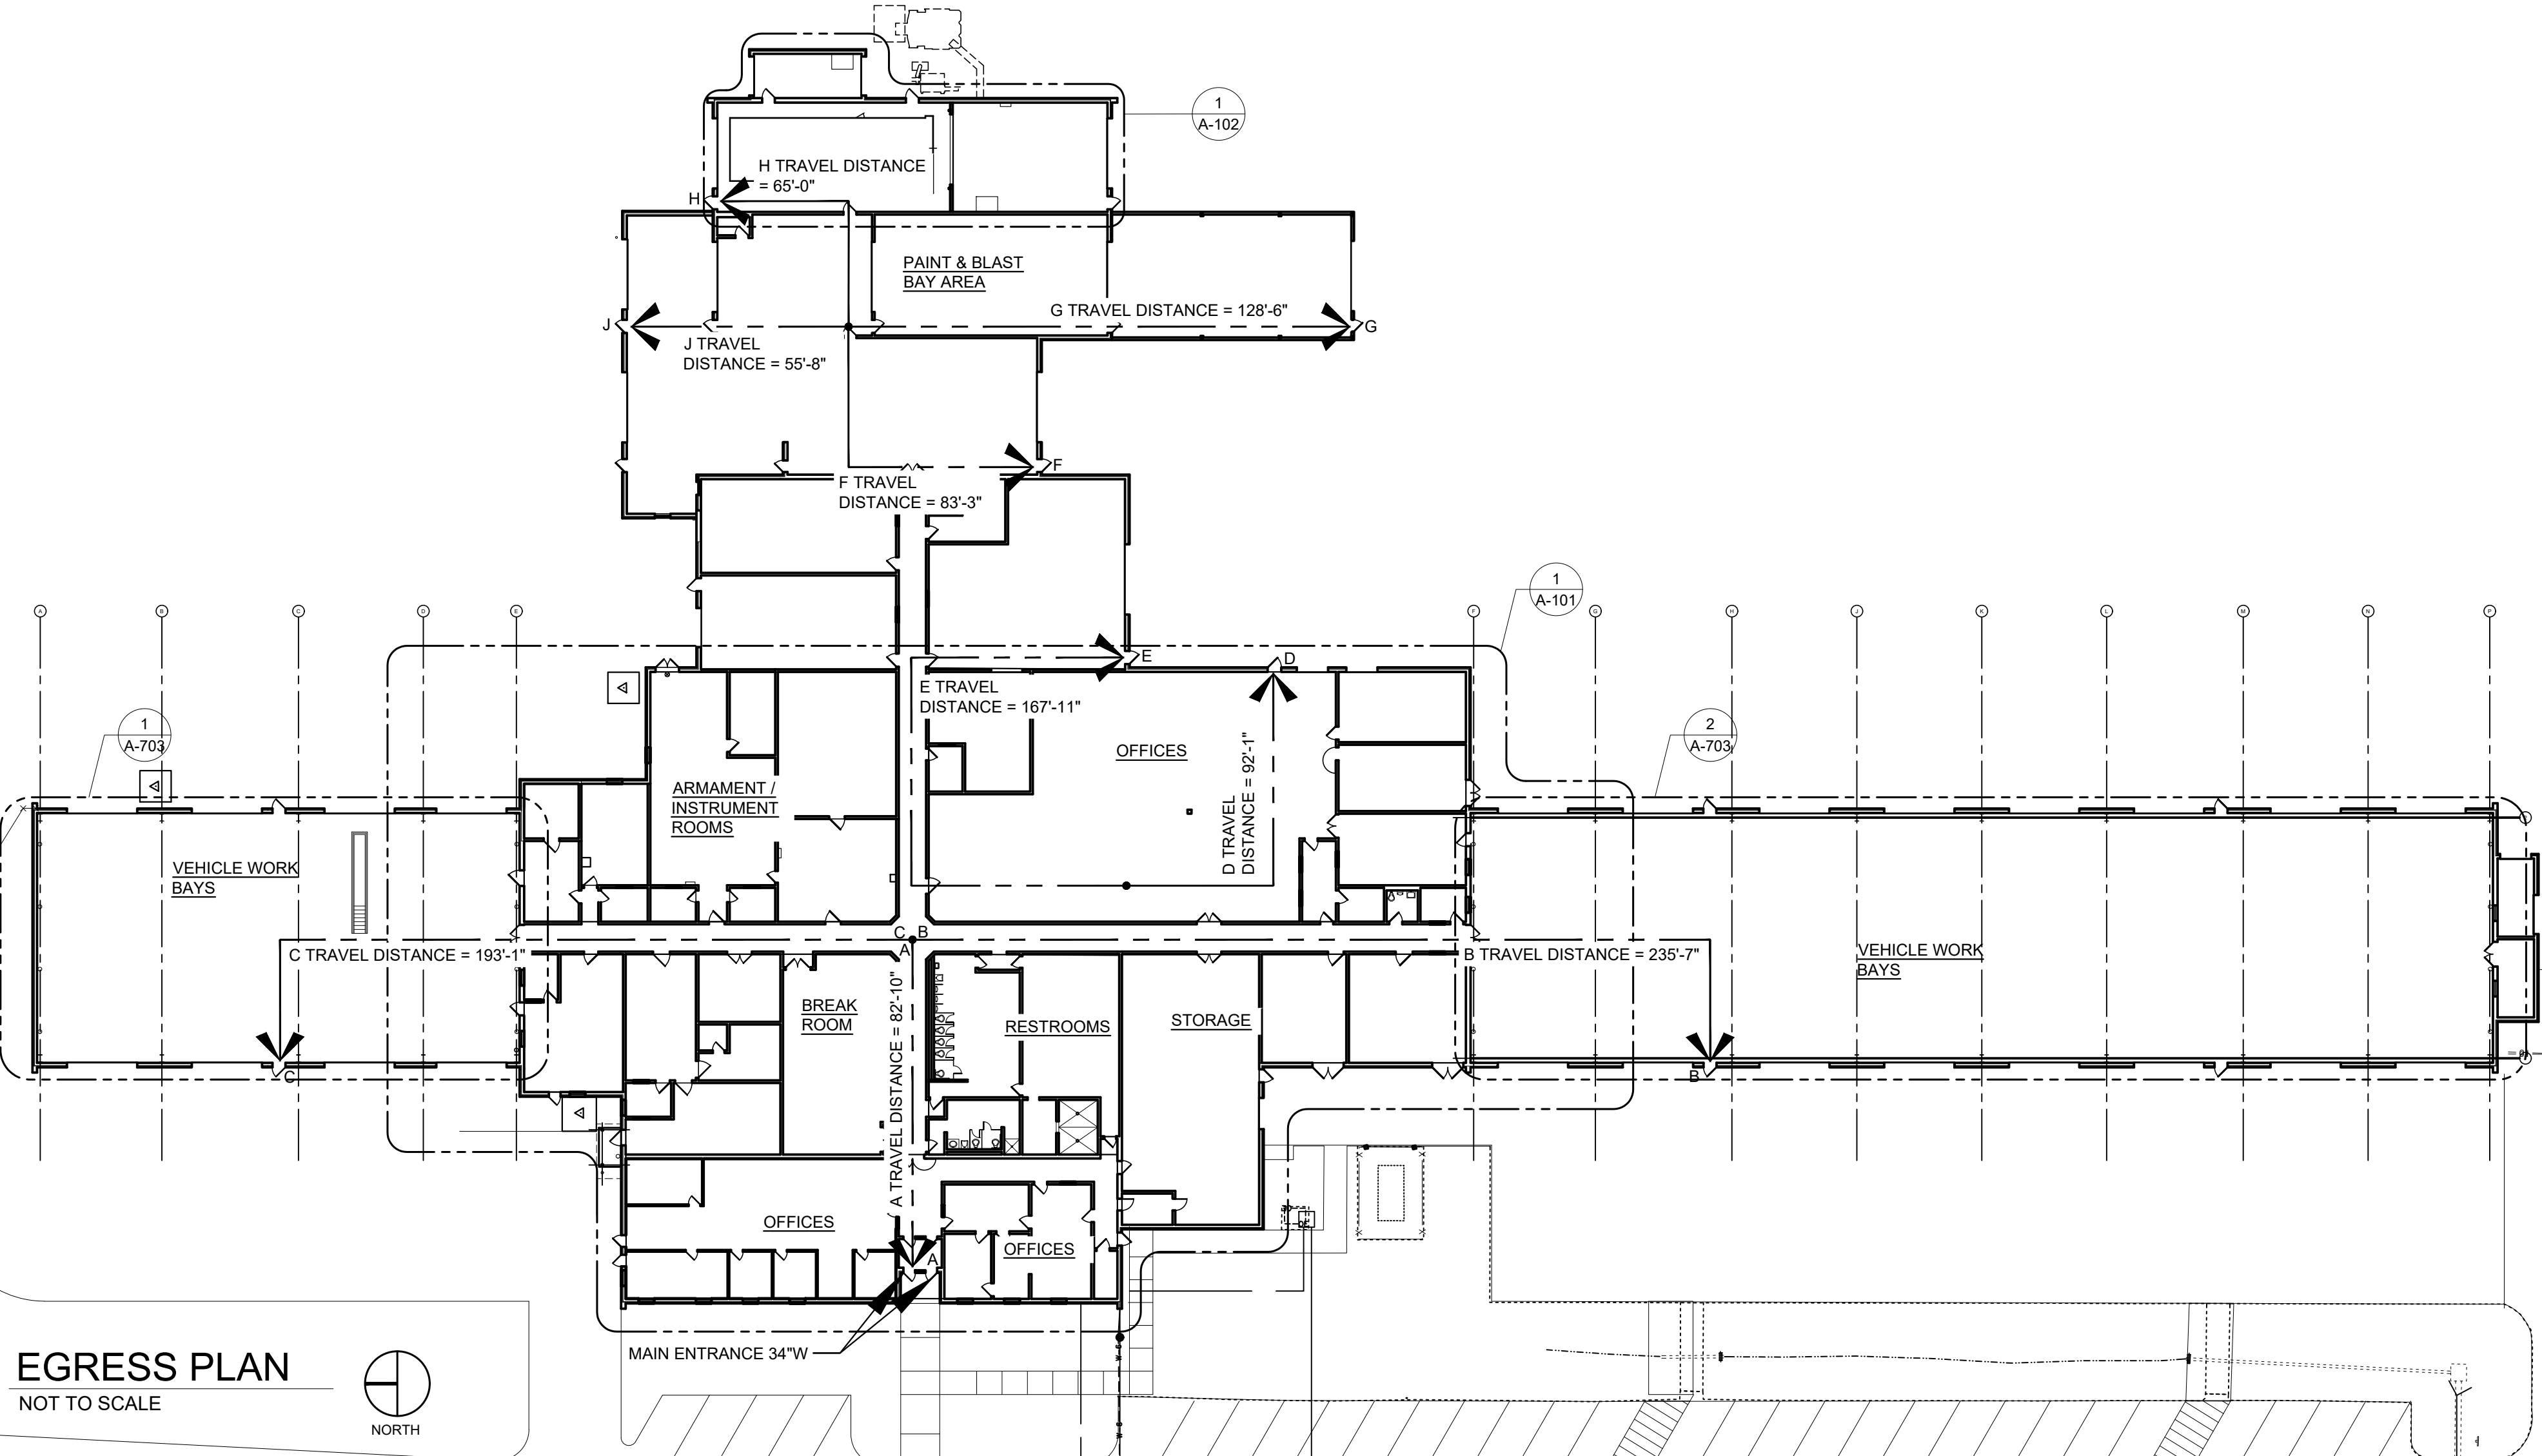 1
A-102
H TRAVEL DISTANCE
= 65'-0"
H
PAINT & BLAST
BAY AREA
G TRAVEL DISTANCE = 128'-6"
J
G
J TRAVEL
DISTANCE = 55'-8"
F
F TRAVEL
DISTANCE = 83'-3"
1
A-101
A
B
C
D
E
F
G
H
J
K
L
M
N
P
E
D
E TRAVEL
DISTANCE = 167'-11"
1
A-703
2
A-703
OFFICES
D TRAVEL
DISTANCE = 92'-1"
ARMAMENT /
INSTRUMENT
ROOMS
VEHICLE WORK
BAYS
C
B
A
C TRAVEL DISTANCE = 193'-1"
B TRAVEL DISTANCE = 235'-7"
VEHICLE WORK
BAYS
A TRAVEL DISTANCE = 82'-10"
BREAK
ROOM
RESTROOMS
STORAGE
C
B
OFFICES
OFFICES
A
MAIN ENTRANCE 34"W
EGRESS PLAN
NOT TO SCALE
NORTH